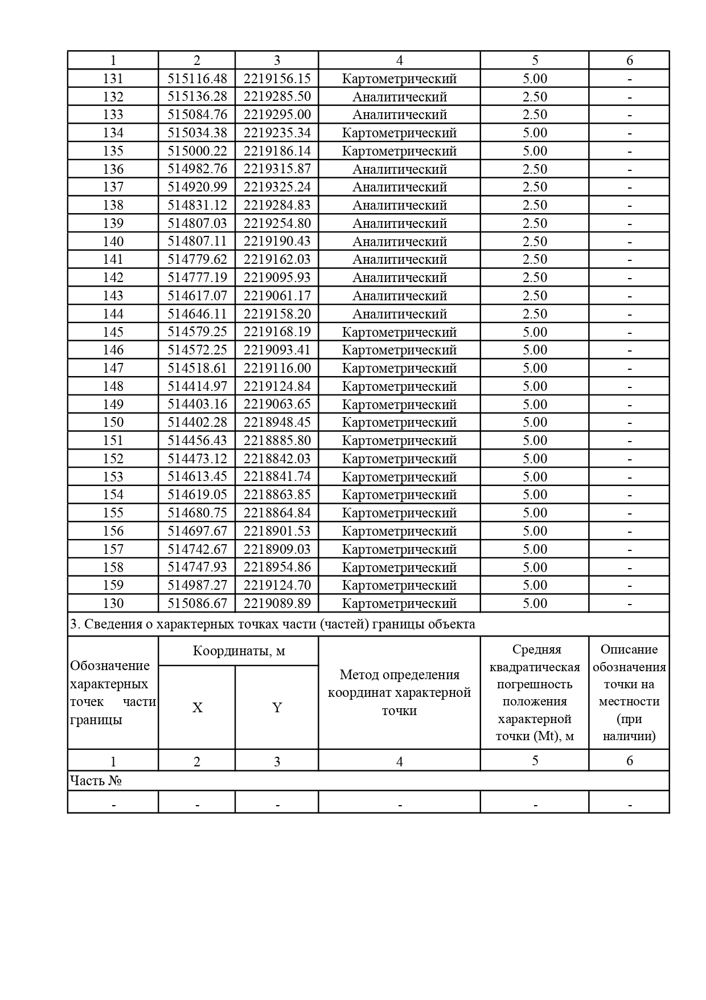 1 2 3 4 5 6
131 515116.48 2219156.15 Картометрический 5.00 -
132 515136.28 2219285.50 Аналитический 2.50 -
133 515084.76 2219295.00 Аналитический 2.50 -
134 515034.38 2219235.34 Картометрический 5.00 -
135 515000.22 2219186.14 Картометрический 5.00 -
136 514982.76 2219315.87 Аналитический 2.50 -
137 514920.99 2219325.24 Аналитический 2.50 -
138 514831.12 2219284.83 Аналитический 2.50 -
139 514807.03 2219254.80 Аналитический 2.50 -
140 514807.11 2219190.43 Аналитический 2.50 -
141 514779.62 2219162.03 Аналитический 2.50 -
142 514777.19 2219095.93 Аналитический 2.50 -
143 514617.07 2219061.17 Аналитический 2.50 -
144 514646.11 2219158.20 Аналитический 2.50 -
145 514579.25 2219168.19 Картометрический 5.00 -
146 514572.25 2219093.41 Картометрический 5.00 -
147 514518.61 2219116.00 Картометрический 5.00 -
148 514414.97 2219124.84 Картометрический 5.00 -
149 514403.16 2219063.65 Картометрический 5.00 -
150 514402.28 2218948.45 Картометрический 5.00 -
151 514456.43 2218885.80 Картометрический 5.00 -
152 514473.12 2218842.03 Картометрический 5.00 -
153 514613.45 2218841.74 Картометрический 5.00 -
154 514619.05 2218863.85 Картометрический 5.00 -
155 514680.75 2218864.84 Картометрический 5.00 -
156 514697.67 2218901.53 Картометрический 5.00 -
157 514742.67 2218909.03 Картометрический 5.00 -
158 514747.93 2218954.86 Картометрический 5.00 -
159 514987.27 2219124.70 Картометрический 5.00 -
130 515086.67 2219089.89 Картометрический 5.00 -
3. Сведения о характерных точках части (частей) границы объекта
Обозначение
характерных
точек части
границы
Координаты, м
X
Y
Метод определения
координат характерной
точки
Средняя
квадратическая
погрешность
положения
характерной
точки (Mt), м
Описание
обозначения
точки на
местности
(при
наличии)
1 2 3 4 5 6
Часть №
- - - - - -